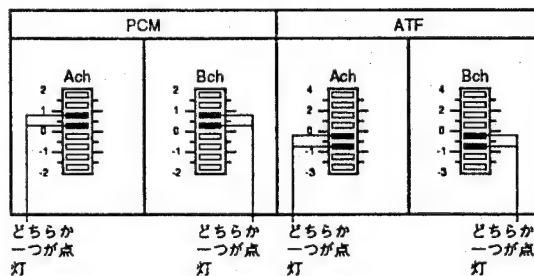 PCM ATF
Ach Bch Ach Bch
2 2 4 4
1 1 2 2
0 0 0 0
-1 -1 -1 -1
-2 -2 -3 -3
どちらか どちらか どちらか どちらか
一つが点 一つが点 一つが点 一つが点
灯 灯 灯 灯